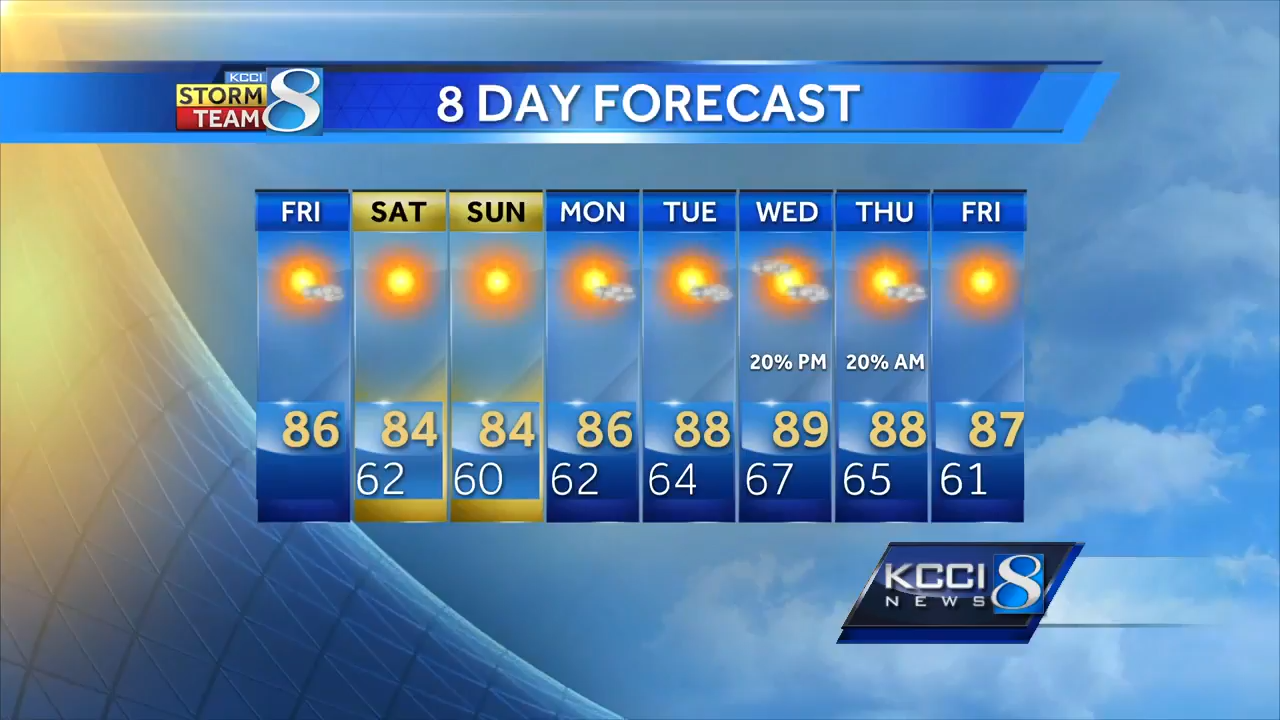 KCCI
STORM
TEAM
8
8 DAY FORECAST
FRI SAT SUN MON TUE WED THU FRI
20% PM 20% AM
86 84 84 86 88 89 88 87
62 60 62 64 67 65 61
KCCI 8
NEWS